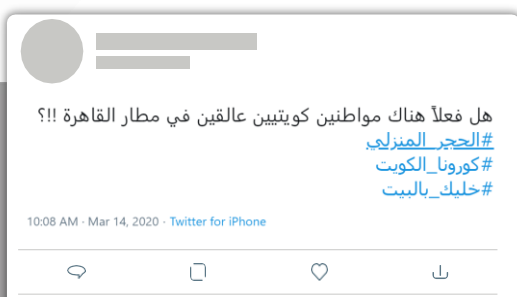 هل فعلاً هناك مواطنين كويتيين عالقين في مطار القاهرة !!؟
#الحجر_المنزلي
#كورونا_الكويت
#خليك_بالبيت
10:08 AM · Mar 14, 2020 · Twitter for iPhone